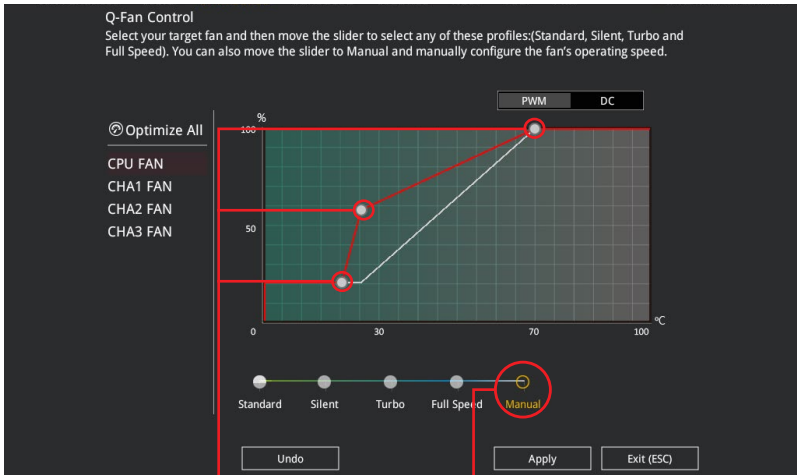 Q-Fan Control
Select your target fan and then move the slider to select any of these profiles:(Standard, Silent, Turbo and
Full Speed). You can also move the slider to Manual and manually configure the fan's operating speed.
PWM DC
Optimize All
CPU FAN
CHA1 FAN
CHA2 FAN
CHA3 FAN
%
100
50
0 30 70 100
ºC
Standard Silent Turbo Full Speed Manual
Undo Apply Exit (ESC)